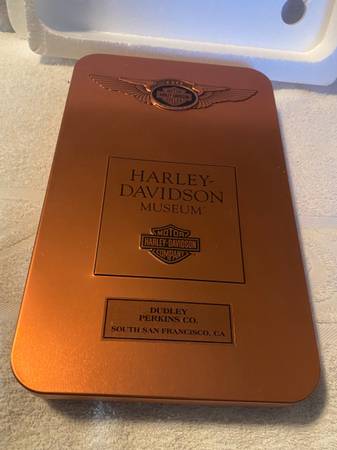 HARLEY-
DAVIDSON
MUSEUM
MOTOR
HARLEY-DAVIDSON
COMPANY
DUDLEY
PERKINS CO.
SOUTH SAN FRANCISCO, CA